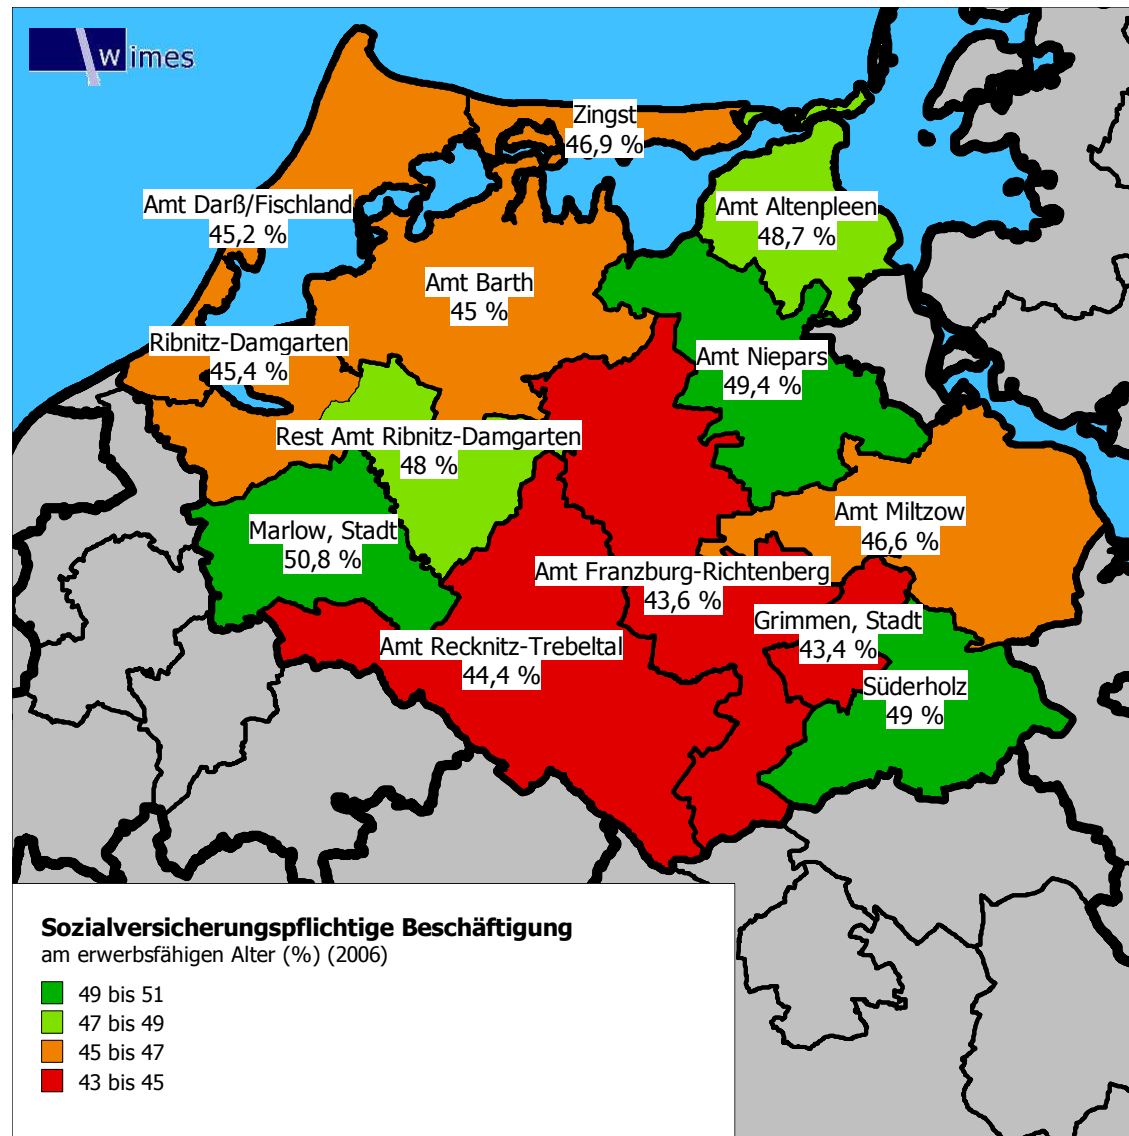 wimes
Zingst
46,9 %
Amt Darß/Fischland
45,2 %
Amt Altenpleen
48,7 %
Amt Barth
45 %
Ribnitz-Damgarten
45,4 %
Amt Niepars
49,4 %
Rest Amt Ribnitz-Damgarten
48 %
Marlow, Stadt
50,8 %
Amt Miltzow
46,6 %
Amt Franzburg-Richtenberg
43,6 %
Grimmen, Stadt
43,4 %
Amt Recknitz-Trebeltal
44,4 %
Süderholz
49 %
Sozialversicherungspflichtige Beschäftigung
am erwerbsfähigen Alter (%) (2006)
49 bis 51
47 bis 49
45 bis 47
43 bis 45